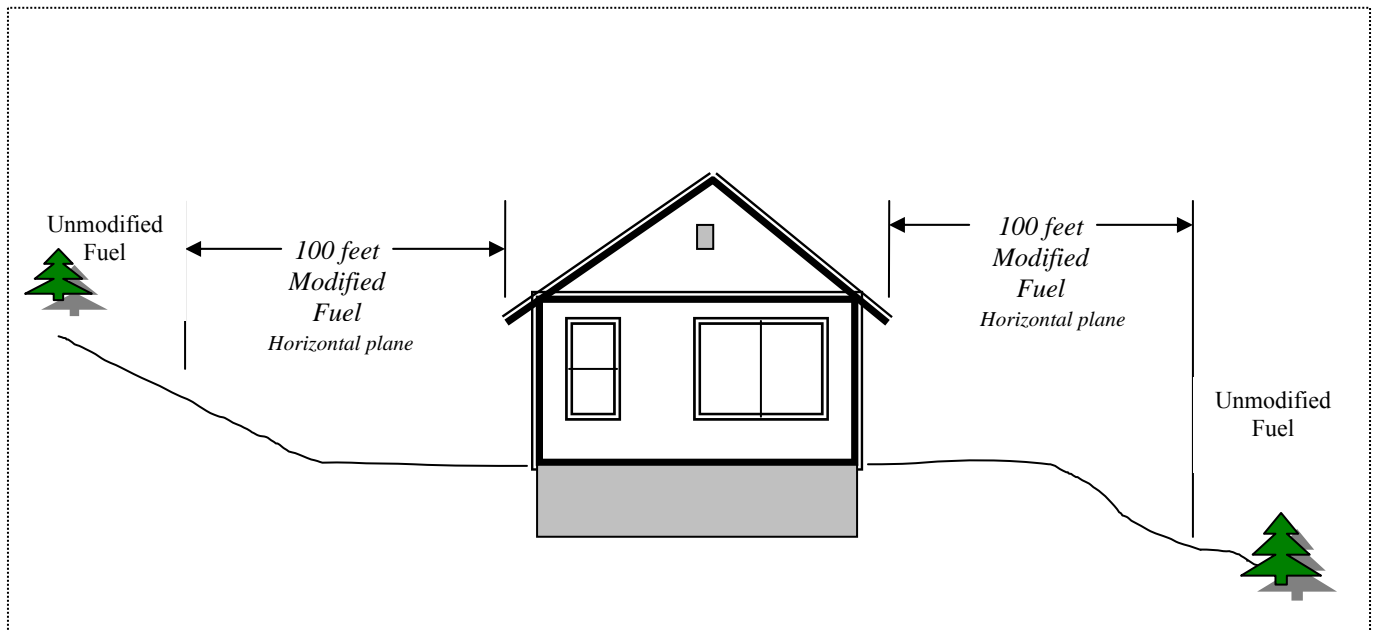 Unmodified
Fuel
100 feet
Modified
Fuel
Horizontal plane
100 feet
Modified
Fuel
Horizontal plane
Unmodified
Fuel